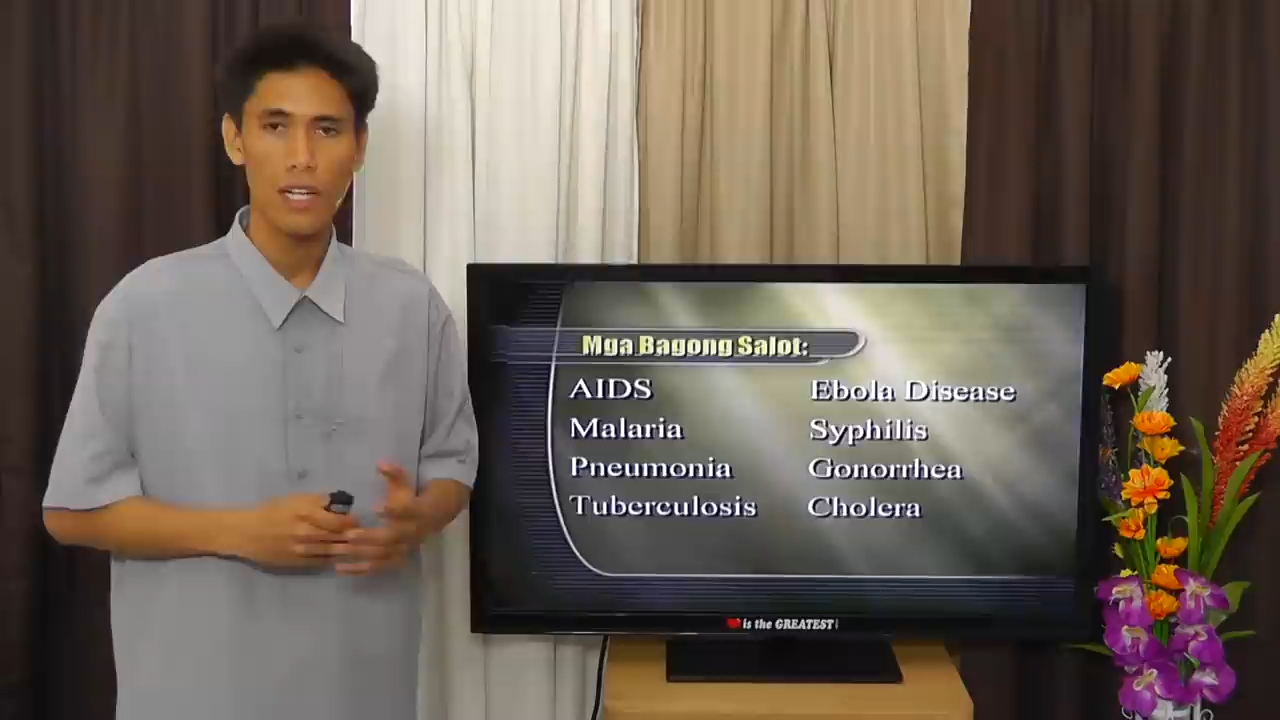 Mga Bagong Salot:
AIDS
Malaria
Pneumonia
Tuberculosis
Ebola Disease
Syphilis
Gonorrhea
Cholera
is the GREATEST!